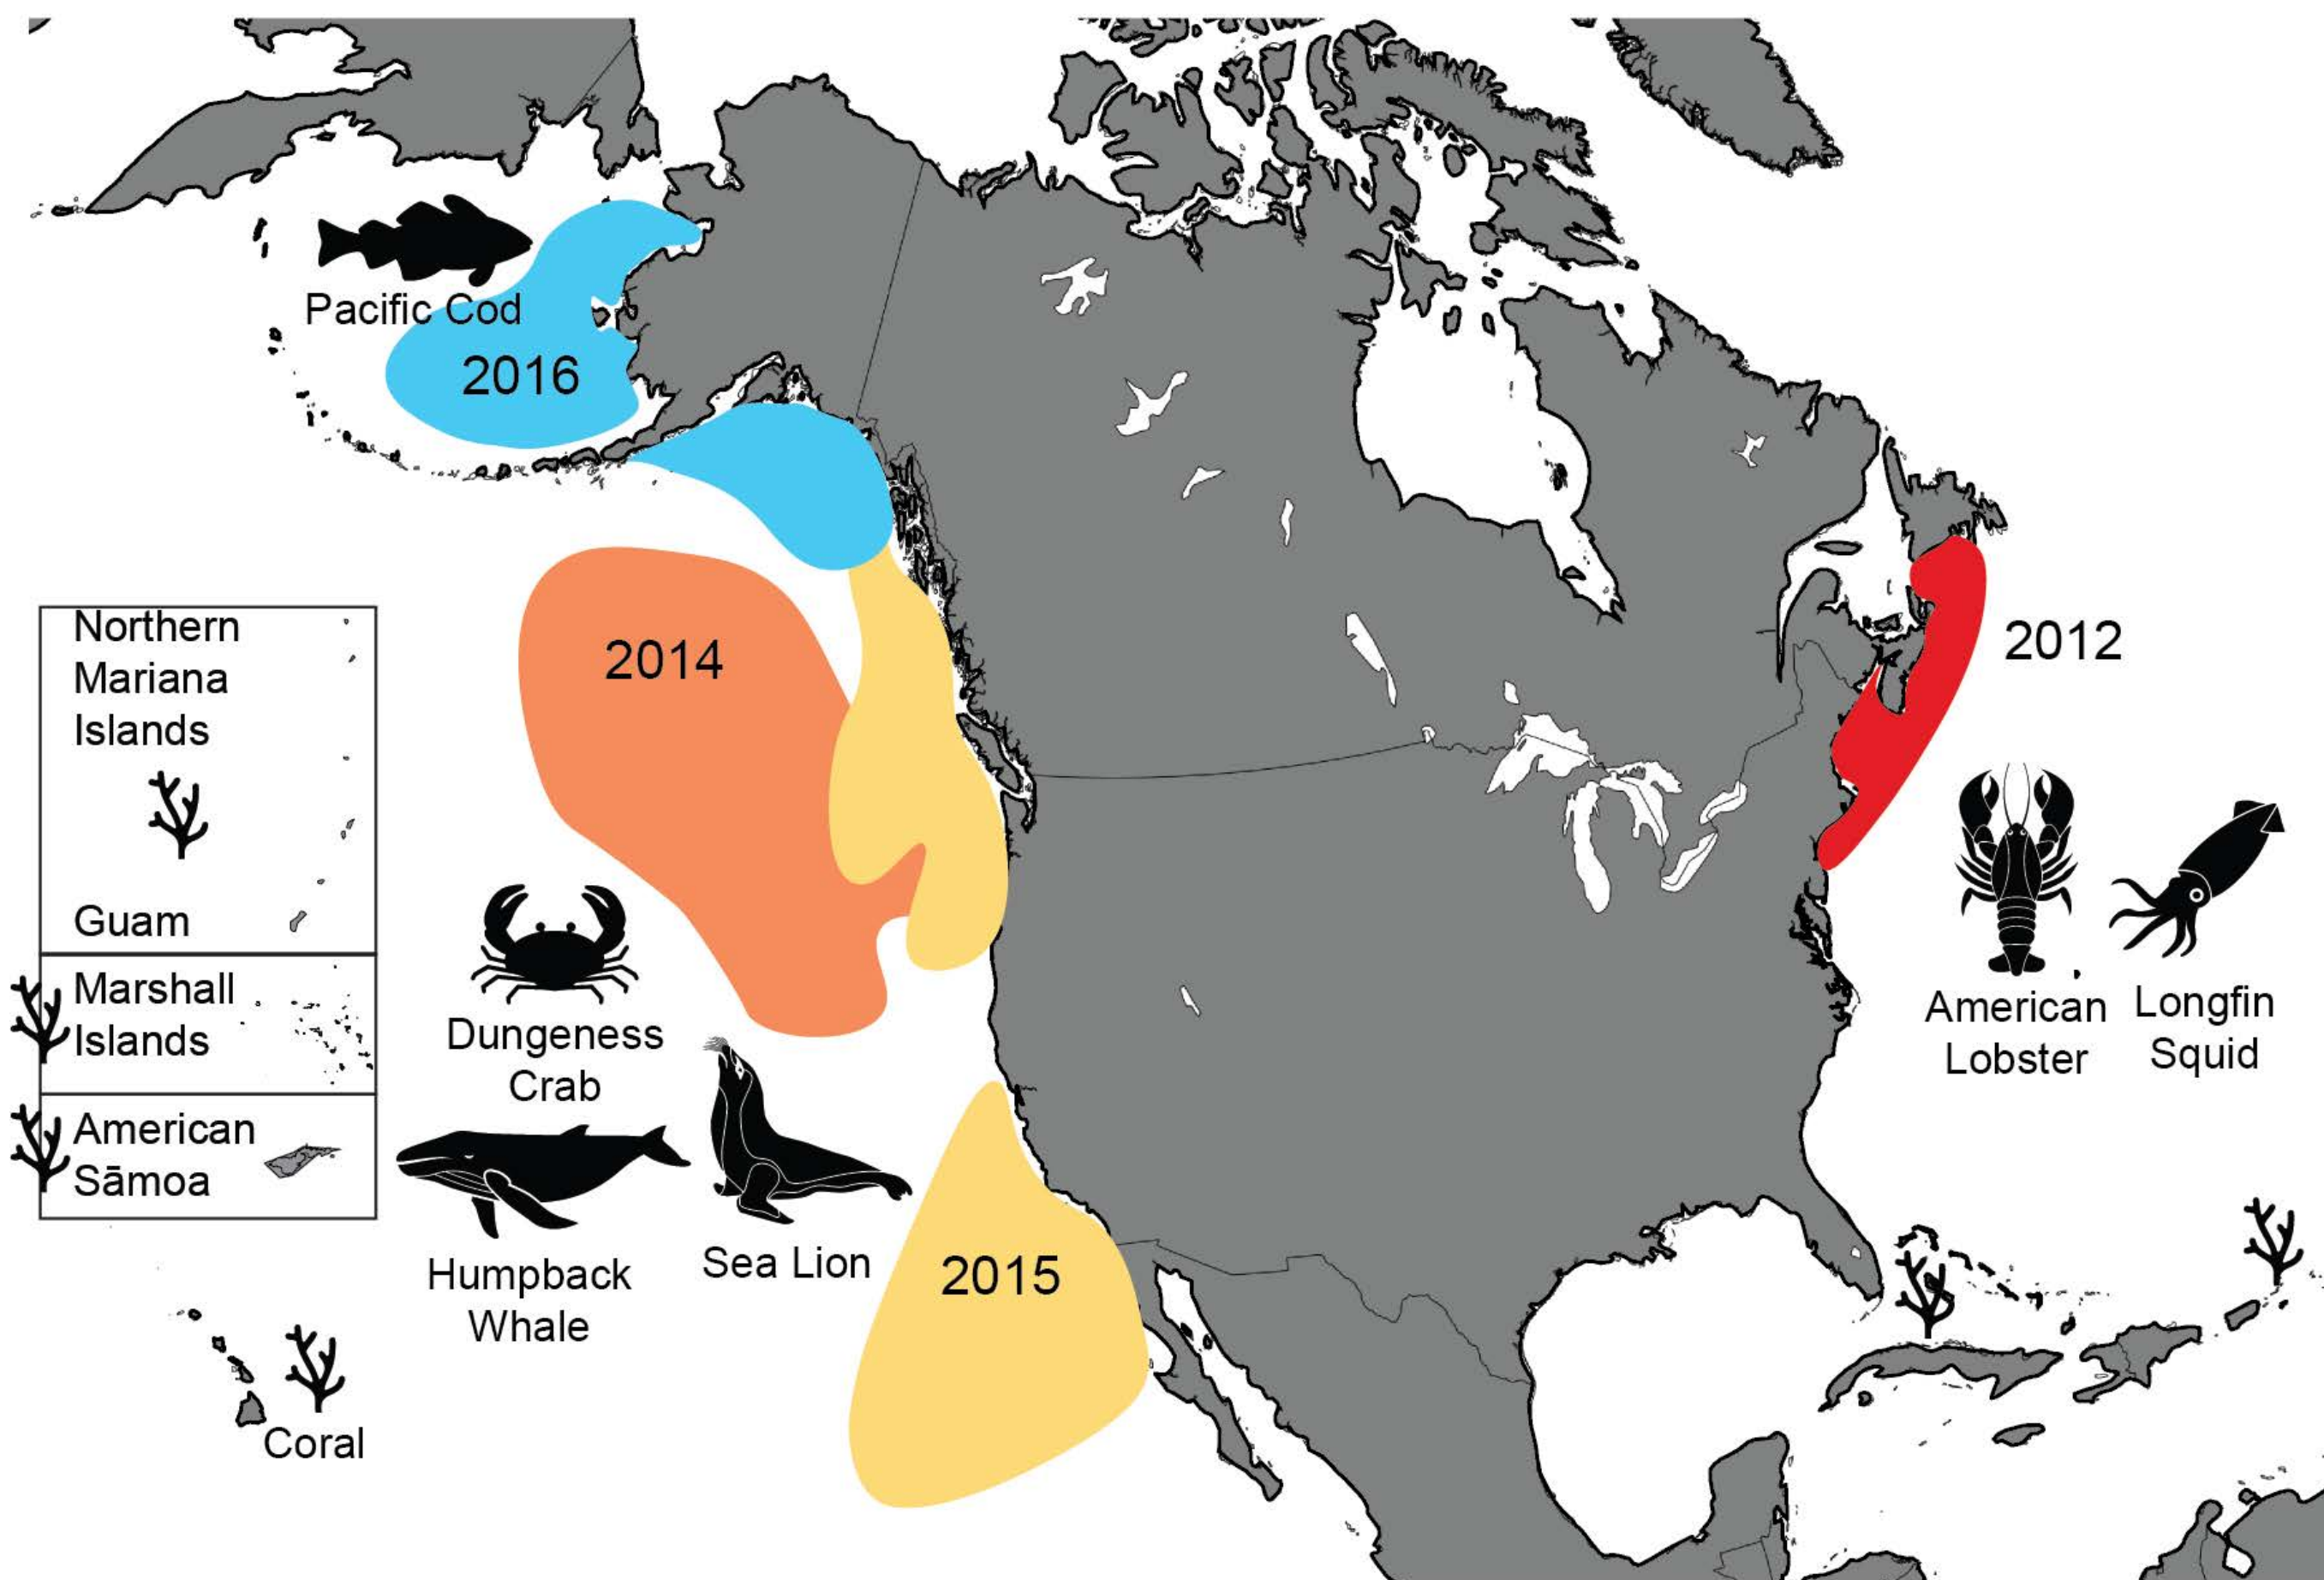 Pacific Cod
2016
2014
2012
Northern
Mariana
Islands
Guam
Marshall
Islands
American
Sāmoa
Dungeness
Crab
Humpback
Whale
Sea Lion
2015
American
Lobster
Longfin
Squid
Coral